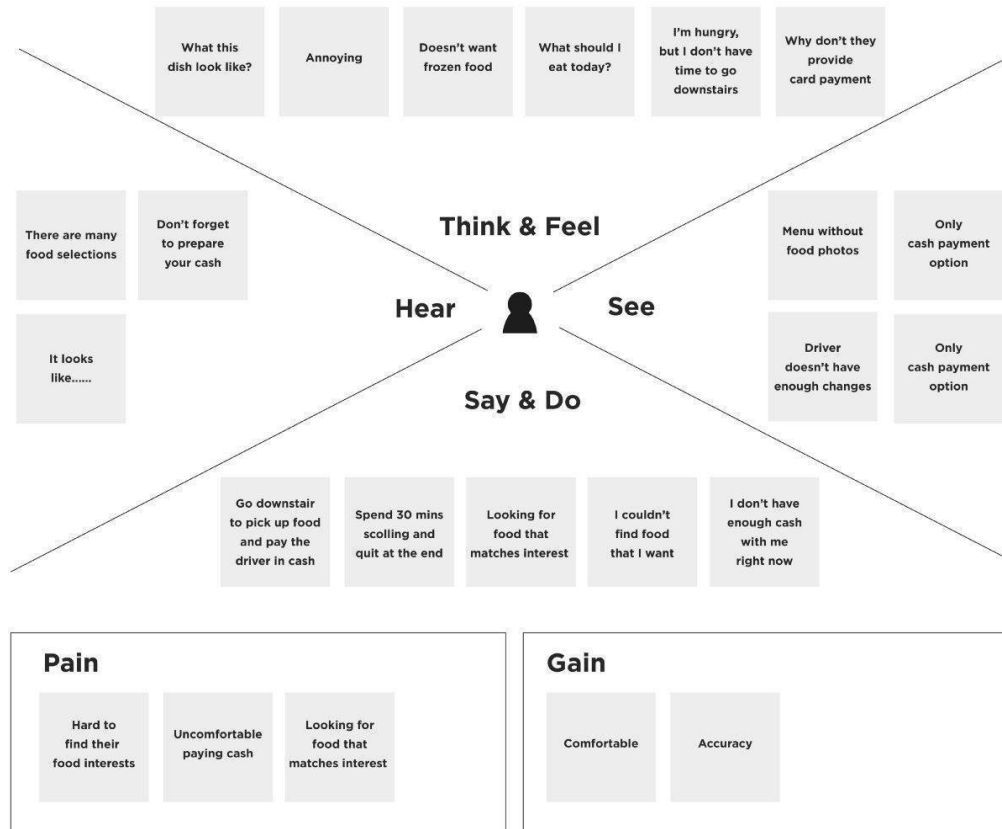 What this
dish look like?
Annoying
Doesn't want
frozen food
What should I
eat today?
I'm hungry,
but I don't have
time to go
downstairs
Why don't they
provide
card payment
Think & Feel
There are many
food selections
Don't forget
to prepare
your cash
It looks
like......
Hear
See
Menu without
food photos
Only
cash payment
option
Driver
doesn't have
enough changes
Only
cash payment
option
Say & Do
Go downstair
to pick up food
and pay the
driver in cash
Spend 30 mins
scolling and
quit at the end
Looking for
food that
matches interest
I couldn't
find food
that I want
I don't have
enough cash
with me
right now
Pain
Hard to
find their
food interests
Uncomfortable
paying cash
Looking for
food that
matches interest
Gain
Comfortable
Accuracy